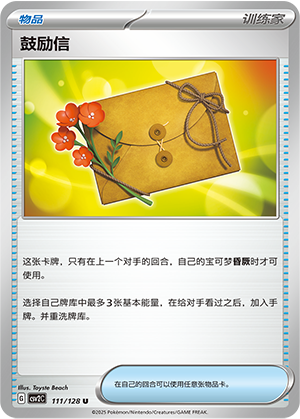 物品
训练家
鼓励信
这张卡牌，只有在上一个对手的回合，自己的宝可梦昏厥时才可
使用。
选择自己牌库中最多3张基本能量，在给对手看过之后，加入手
牌。并重洗牌库。
Illus. Toyste Beach
G CSV2C 111/128 U
在自己的回合可以使用任意张物品卡。
©2025 Pokémon/Nintendo/Creatures/GAME FREAK.